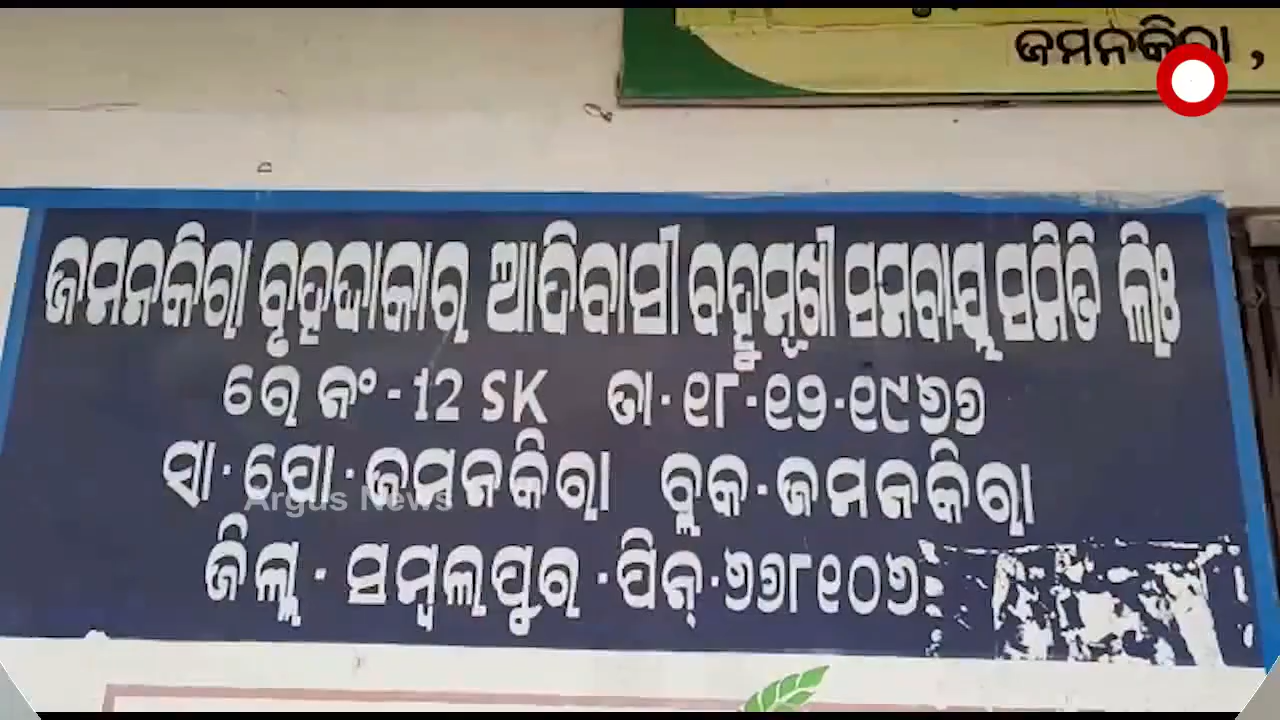 ଜମନକିରା,
ଜମନକିରା ବୃହଦାକାର ଆଦିବାସୀ ବହୁମୂଖୀ ସମବାୟ ସମିତି ଲିଃ
ରେ ନଂ - 12 SK ତା·୧୮·୧୨·୧୯୬୭
ସା·ପୋ·ଜମନକିରା ବ୍ଲକ·ଜମନକିରା
Argus News
ଜିଲ୍ଲା· ସମ୍ବଲପୁର ·ପିନ୍·୭୬୮୧୦୬